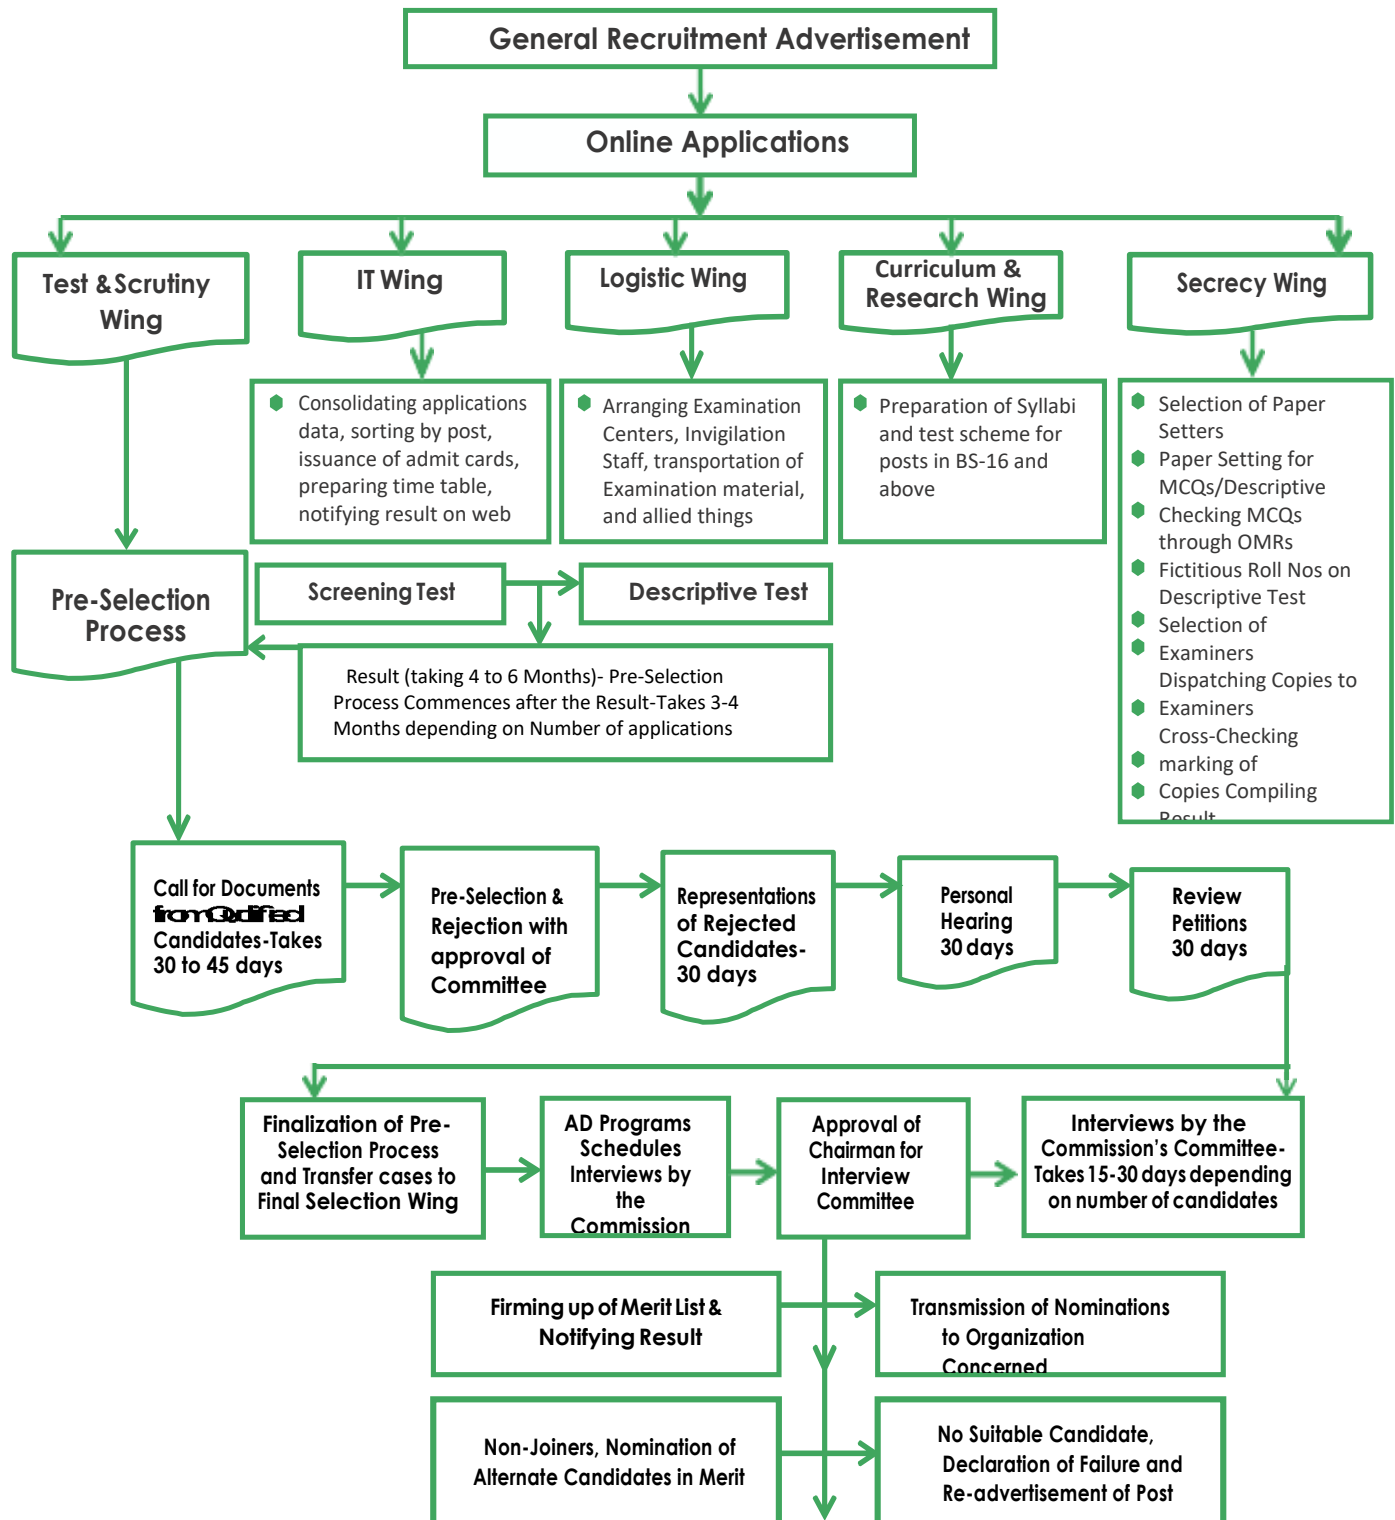 General Recruitment Advertisement
Online Applications
Test & Scrutiny
Wing
IT Wing
Logistic Wing
Curriculum &
Research Wing
Secrecy Wing
Consolidating applications
data, sorting by post,
issuance of admit cards,
preparing time table,
notifying result on web
Arranging Examination
Centers, Invigilation
Staff, transportation of
Examination material,
and allied things
Preparation of Syllabi
and test scheme for
posts in BS-16 and
above
Selection of Paper
Setters
Paper Setting for
MCQs/Descriptive
Checking MCQs
through OMRs
Fictitious Roll Nos on
Descriptive Test
Selection of
Examiners
Dispatching Copies to
Examiners
Cross-Checking
marking of
Copies Compiling
Result
Pre-Selection
Process
Screening Test
Descriptive Test
Result (taking 4 to 6 Months)- Pre-Selection
Process Commences after the Result-Takes 3-4
Months depending on Number of applications
Call for Documents
from Qualified
Candidates-Takes
30 to 45 days
Pre-Selection &
Rejection with
approval of
Committee
Representations
of Rejected
Candidates-
30 days
Personal
Hearing
30 days
Review
Petitions
30 days
Finalization of Pre-
Selection Process
and Transfer cases to
Final Selection Wing
AD Programs
Schedules
Interviews by
the
Commission
Approval of
Chairman for
Interview
Committee
Interviews by the
Commission’s Committee-
Takes 15-30 days depending
on number of candidates
Firming up of Merit List &
Notifying Result
Transmission of Nominations
to Organization
Concerned
Non-Joiners, Nomination of
Alternate Candidates in Merit
No Suitable Candidate,
Declaration of Failure and
Re-advertisement of Post